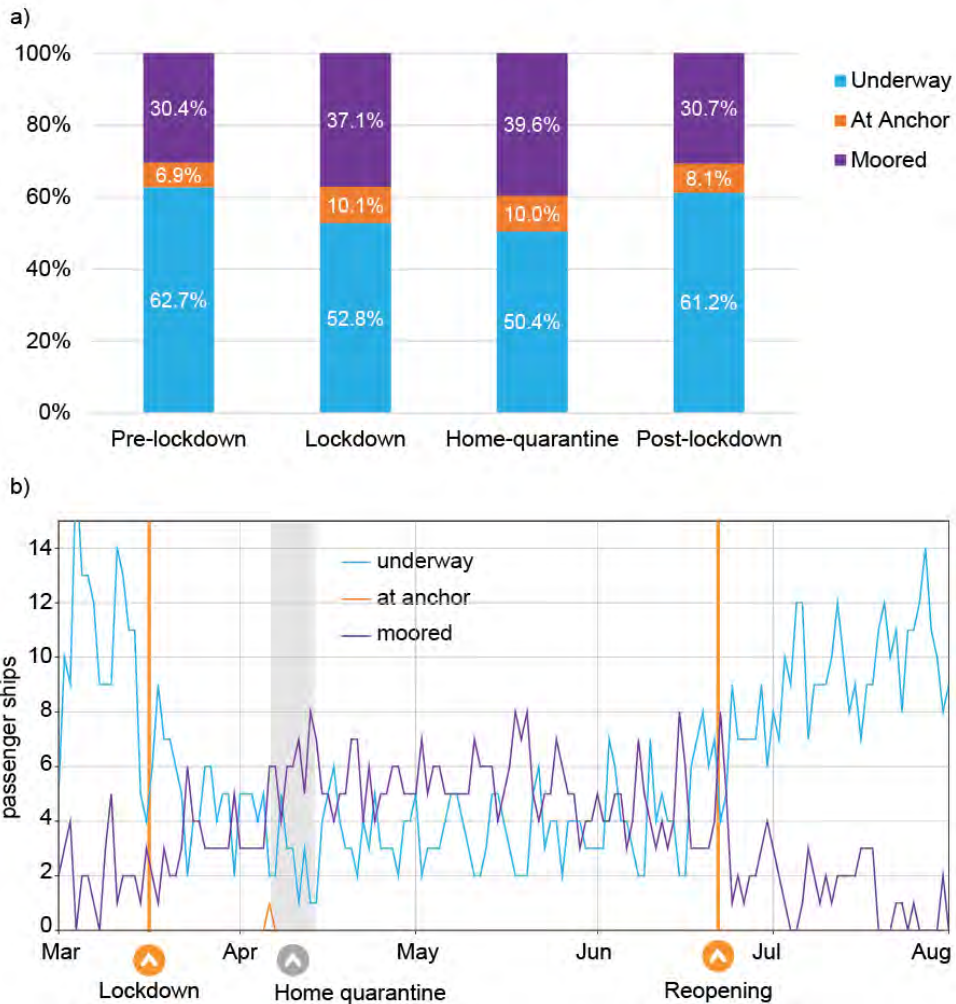 a)
100%
80%
60%
40%
20%
0%
30.4%
6.9%
62.7%
37.1%
10.1%
52.8%
39.6%
10.0%
50.4%
30.7%
8.1%
61.2%
Underway
At Anchor
Moored
Pre-lockdown Lockdown Home-quarantine Post-lockdown
b)
passenger ships
14
12
10
8
6
4
2
0
underway
at anchor
moored
Mar Apr May Jun Jul Aug
Lockdown Home quarantine Reopening